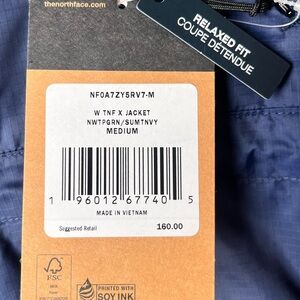 thenorthface.com
RELAXED FIT
COUPE DÉTENDUE
NF0A7ZY5RV7-M
W TNF X JACKET
NWTPGRN/SUMTNVY
MEDIUM
1 96012 67740 5
MADE IN VIETNAM
Suggested Retail 160.00
FSC
PRINTED WITH
SOY INK